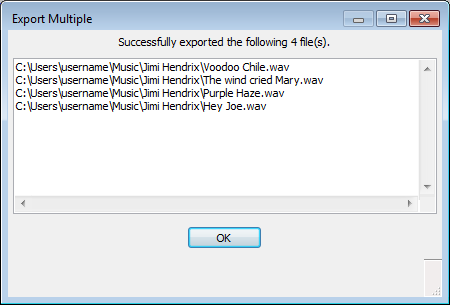 Export Multiple
Successfully exported the following 4 file(s).
C:\Users\username\Music\Jimi Hendrix\Voodoo Chile.wav
C:\Users\username\Music\Jimi Hendrix\The wind cried Mary.wav
C:\Users\username\Music\Jimi Hendrix\Purple Haze.wav
C:\Users\username\Music\Jimi Hendrix\Hey Joe.wav
OK